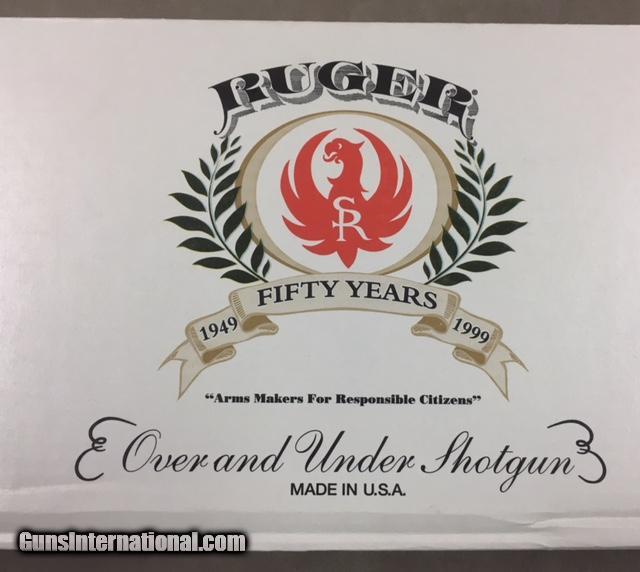 RUGER®
SR
FIFTY YEARS
1949 1999
"Arms Makers For Responsible Citizens"
Over and Under Shotgun
MADE IN U.S.A.
GunsInternational.com